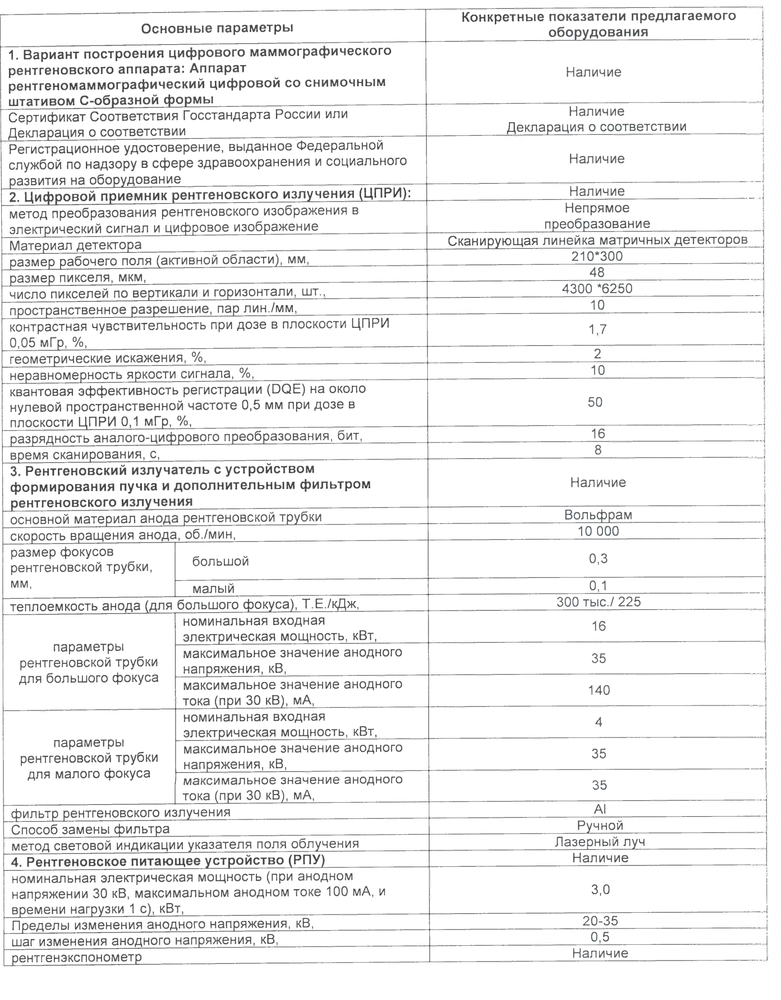 Основные параметры
Конкретные показатели предлагаемого
оборудования
1. Вариант построения цифрового маммографического
рентгеновского аппарата: Аппарат
рентгеномаммографический цифровой со снимочным
штативом С-образной формы
Наличие
Сертификат Соответствия Госстандарта России или
Декларация о соответствии
Наличие
Декларация о соответствии
Регистрационное удостоверение, выданное Федеральной
службой по надзору в сфере здравоохранения и социального
развития на оборудование
Наличие
2. Цифровой приемник рентгеновского излучения (ЦПРИ):
Наличие
метод преобразования рентгеновского изображения в
электрический сигнал и цифровое изображение
Непрямое
преобразование
Материал детектора
Сканирующая линейка матричных детекторов
размер рабочего поля (активной области), мм,
210*300
размер пикселя, мкм,
48
число пикселей по вертикали и горизонтали, шт.,
4300 *6250
пространственное разрешение, пар лин./мм,
10
контрастная чувствительность при дозе в плоскости ЦПРИ
0,05 мГр, %,
1,7
геометрические искажения, %,
2
неравномерность яркости сигнала, %,
10
квантовая эффективность регистрации (DQE) на около
нулевой пространственной частоте 0,5 мм при дозе в
плоскости ЦПРИ 0,1 мГр, %,
50
разрядность аналого-цифрового преобразования, бит,
16
время сканирования, с,
8
3. Рентгеновский излучатель с устройством
формирования пучка и дополнительным фильтром
рентгеновского излучения
Наличие
основной материал анода рентгеновской трубки
Вольфрам
скорость вращения анода, об./мин,
10 000
размер фокусов
рентгеновской трубки,
мм,
большой
0,3
малый
0,1
теплоемкость анода (для большого фокуса), Т.Е./кДж,
300 тыс./ 225
параметры
рентгеновской трубки
для большого фокуса
номинальная входная
электрическая мощность, кВт,
16
максимальное значение анодного
напряжения, кВ,
35
максимальное значение анодного
тока (при 30 кВ), мА,
140
параметры
рентгеновской трубки
для малого фокуса
номинальная входная
электрическая мощность, кВт,
4
максимальное значение анодного
напряжения, кВ,
35
максимальное значение анодного
тока (при 30 кВ), мА,
35
фильтр рентгеновского излучения
Al
Способ замены фильтра
Ручной
метод световой индикации указателя поля облучения
Лазерный луч
4. Рентгеновское питающее устройство (РПУ)
Наличие
номинальная электрическая мощность (при анодном
напряжении 30 кВ, максимальном анодном токе 100 мА, и
времени нагрузки 1 с), кВт,
3,0
Пределы изменения анодного напряжения, кВ,
20-35
шаг изменения анодного напряжения, кВ,
0,5
рентгенэкспонометр
Наличие